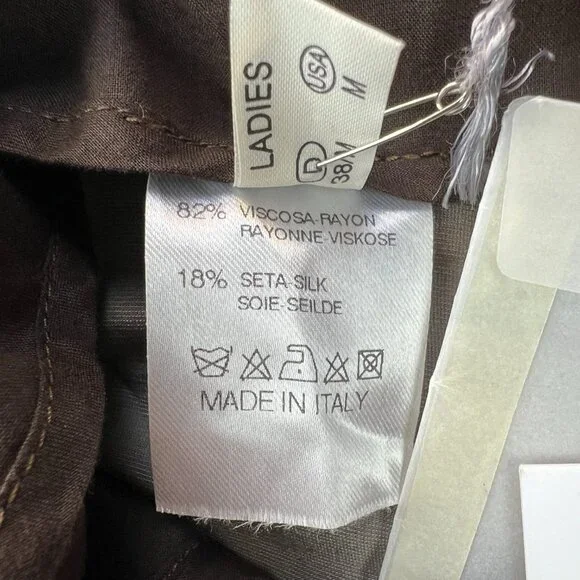 LADIES
USA
M
D
38/M
82% VISCOSA-RAYON
RAYONNE-VISKOSE
18% SETA-SILK
SOIE-SEILDE
MADE IN ITALY